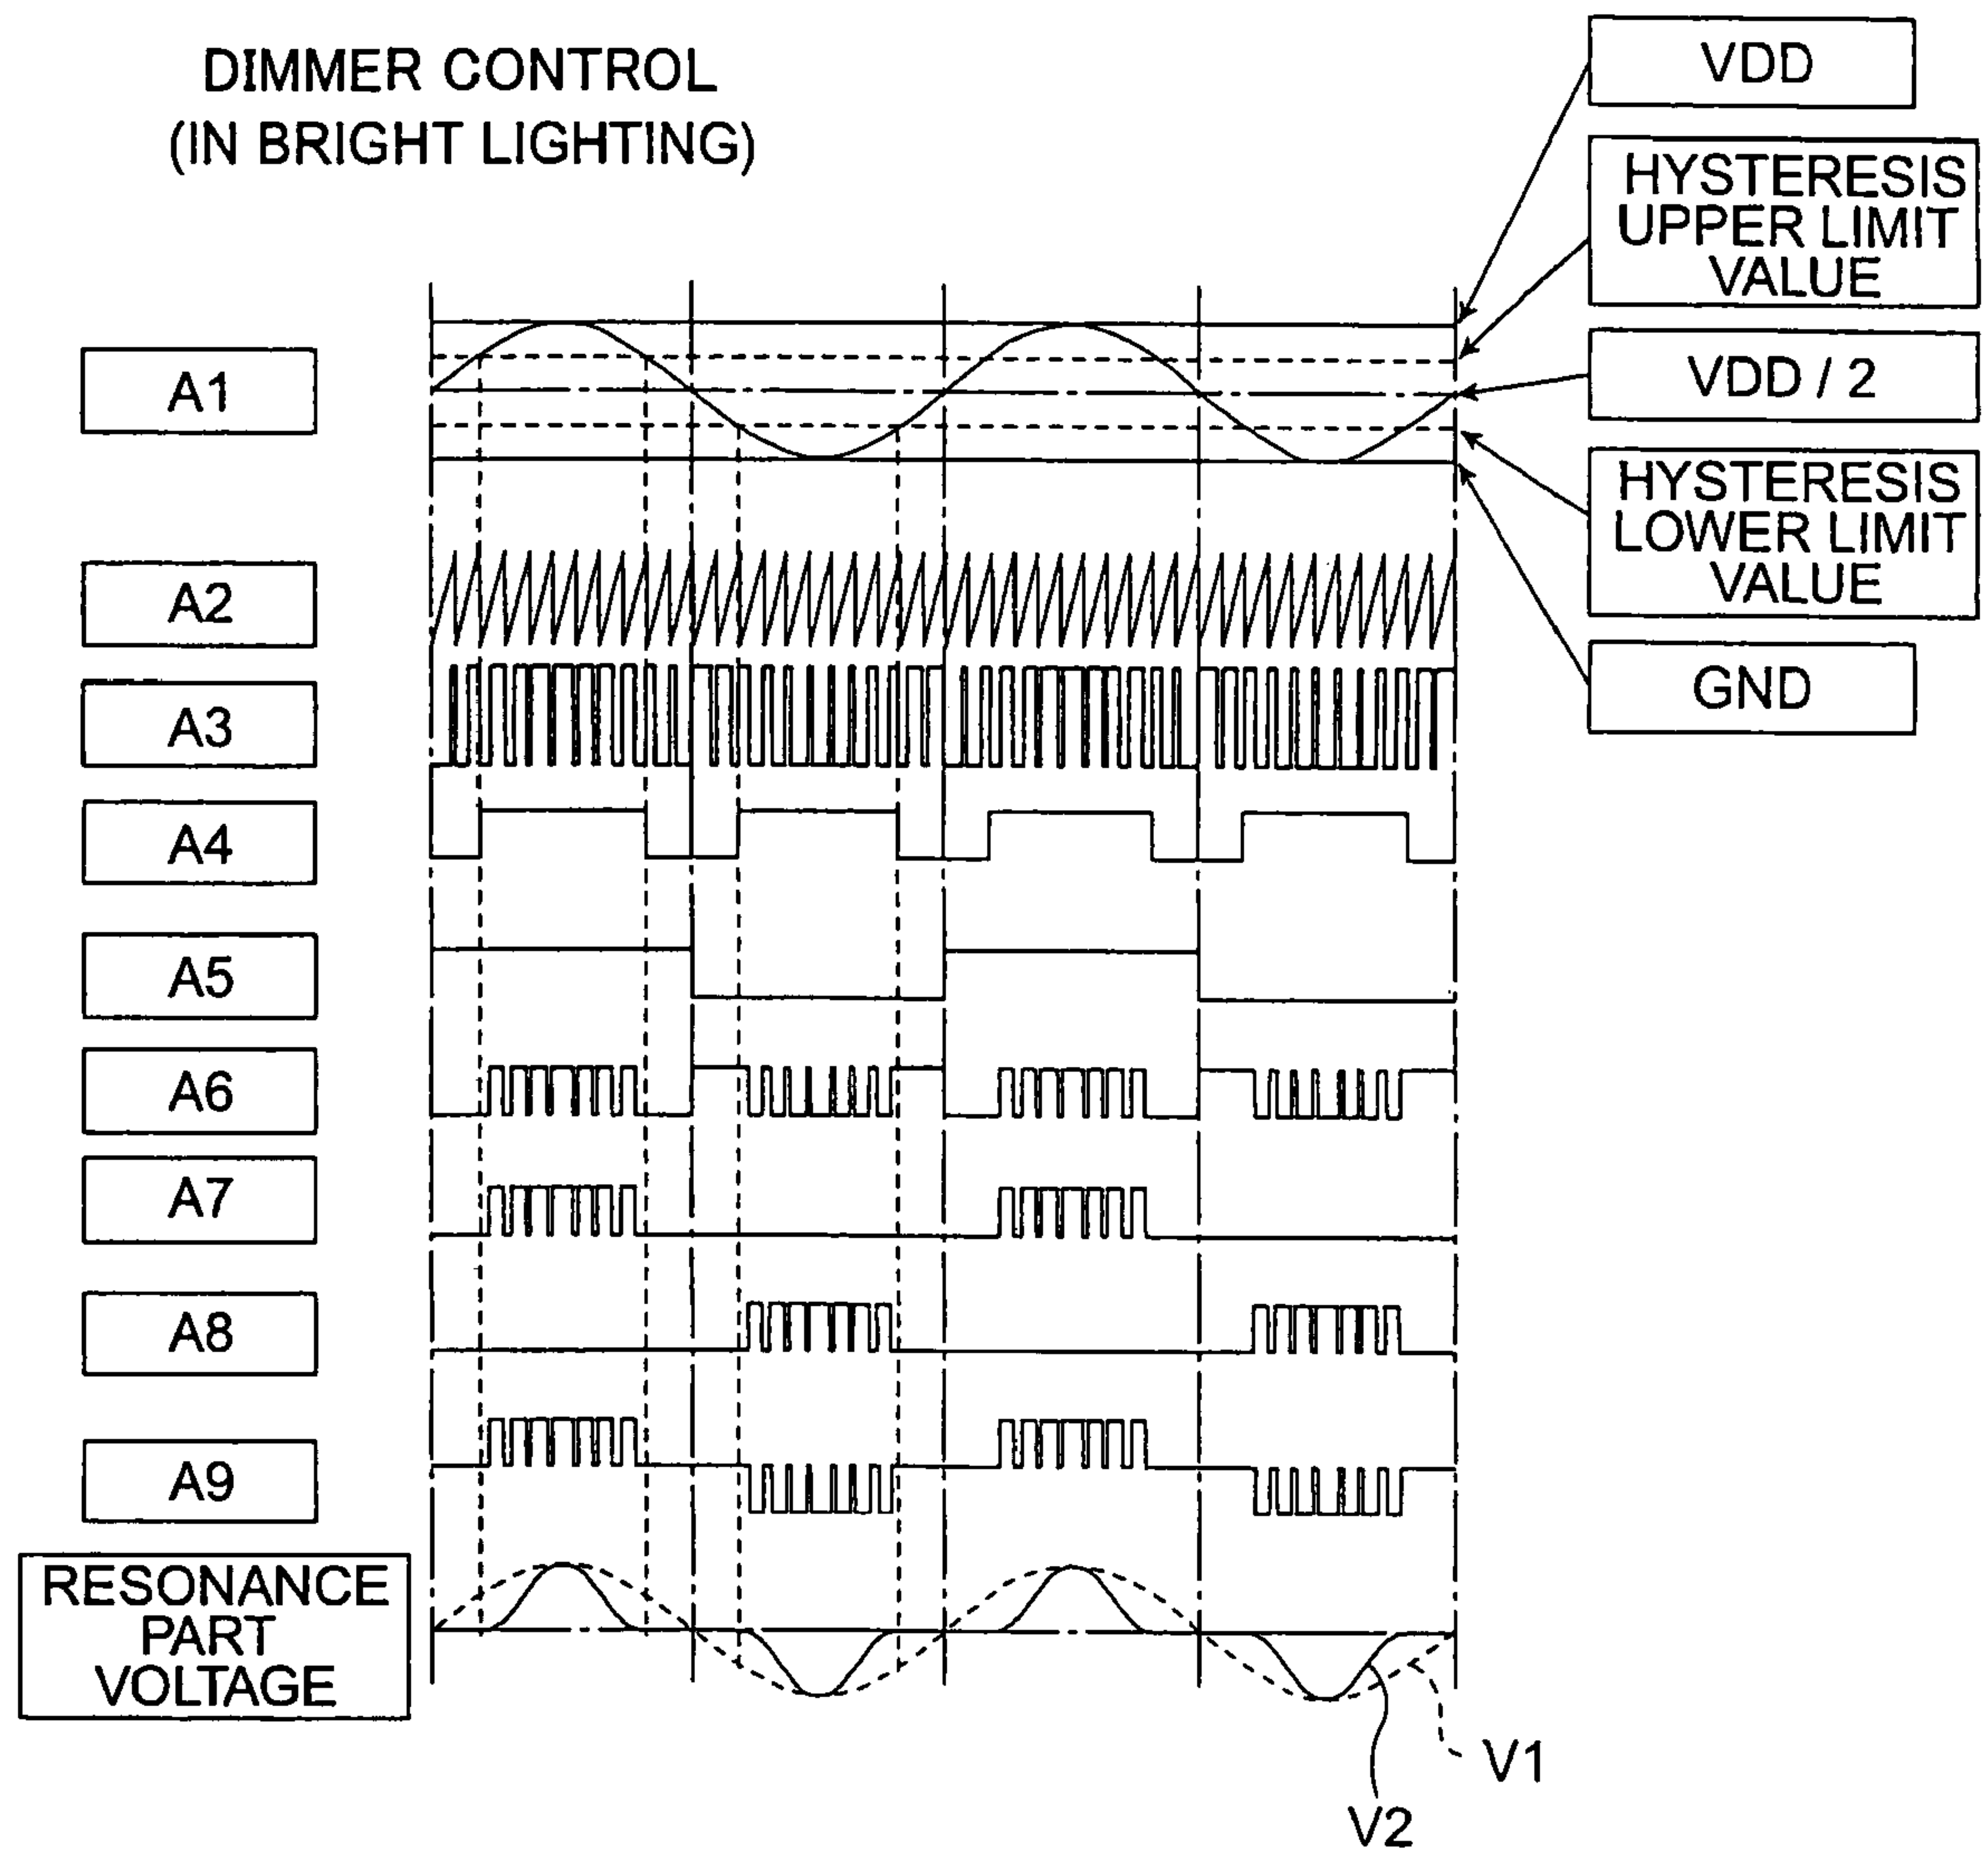 DIMMER CONTROL
(IN BRIGHT LIGHTING)
VDD
HYSTERESIS
UPPER LIMIT
VALUE
VDD / 2
HYSTERESIS
LOWER LIMIT
VALUE
GND
A1
A2
A3
A4
A5
A6
A7
A8
A9
RESONANCE
PART
VOLTAGE
V1
V2